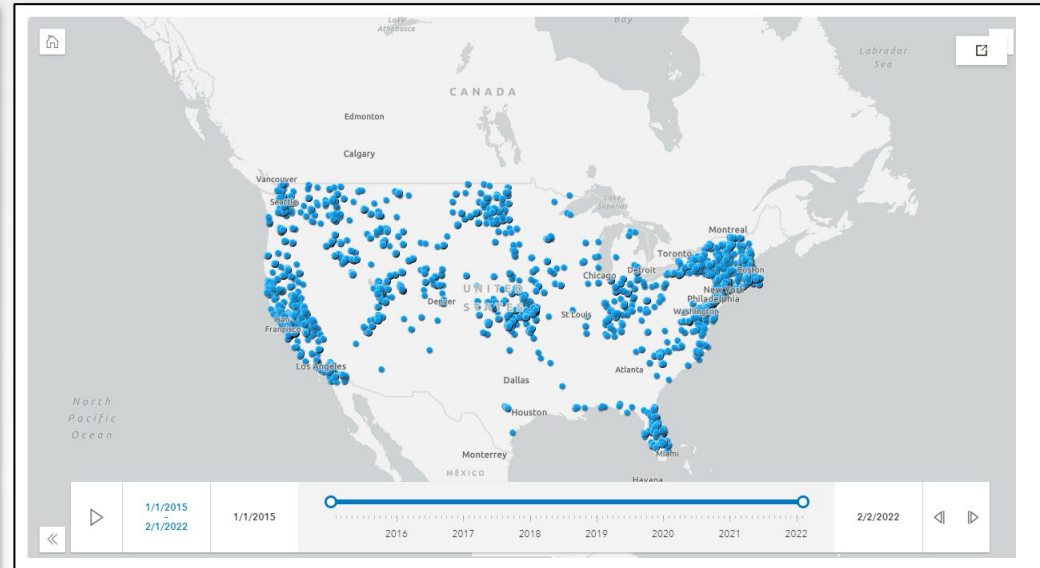 Lake
Athabasca
Bay
Labrador
Sea
CANADA
Edmonton
Calgary
Vancouver
Seattle
Lake
Superior
Montreal
Toronto
Boston
Chicago
Detroit
New York
Philadelphia
UNITED
STATES
Denver
St Louis
Washington
San
Francisco
Los Angeles
Atlanta
Dallas
North
Pacific
Ocean
Houston
Monterrey
Miami
MÉXICO
Havana
1/1/2015
-
2/1/2022
1/1/2015
2016
2017
2018
2019
2020
2021
2022
2/2/2022